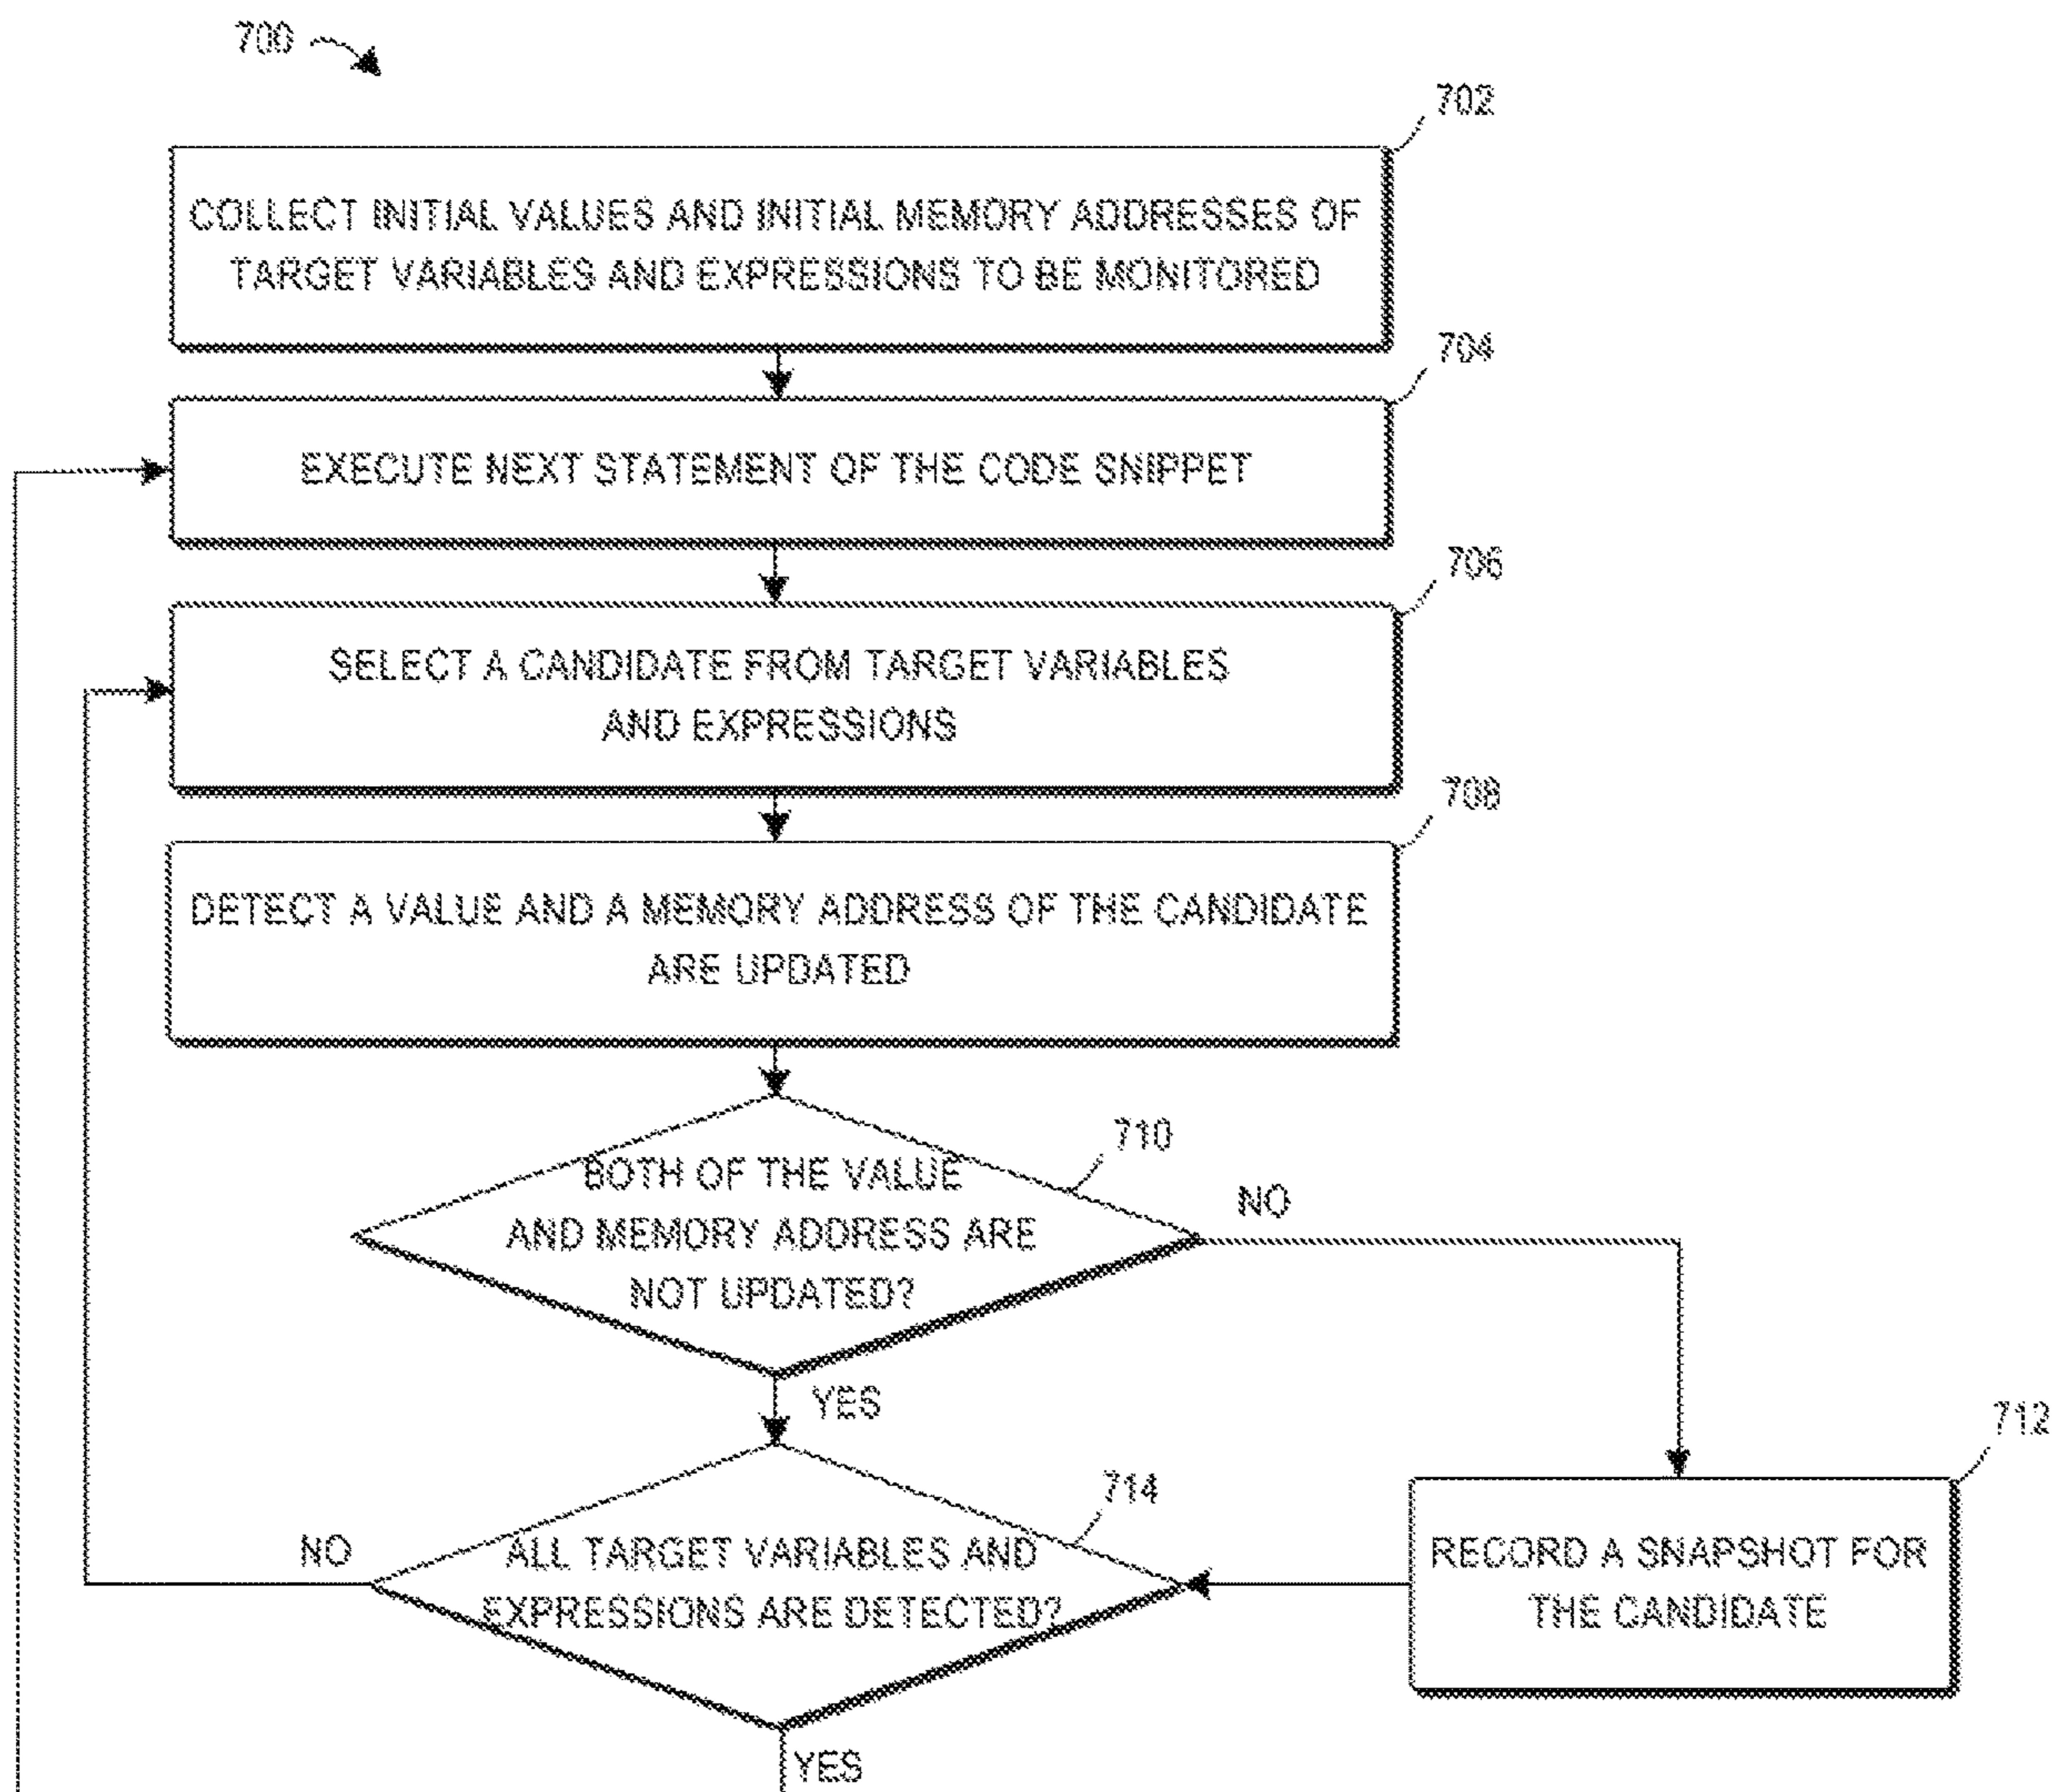 700
702
COLLECT INITIAL VALUES AND INITIAL MEMORY ADDRESSES OF
TARGET VARIABLES AND EXPRESSIONS TO BE MONITORED
704
EXECUTE NEXT STATEMENT OF THE CODE SNIPPET
706
SELECT A CANDIDATE FROM TARGET VARIABLES
AND EXPRESSIONS
708
DETECT A VALUE AND A MEMORY ADDRESS OF THE CANDIDATE
ARE UPDATED
710
BOTH OF THE VALUE
AND MEMORY ADDRESS ARE
NOT UPDATED?
NO
YES
712
RECORD A SNAPSHOT FOR
THE CANDIDATE
714
NO
ALL TARGET VARIABLES AND
EXPRESSIONS ARE DETECTED?
YES